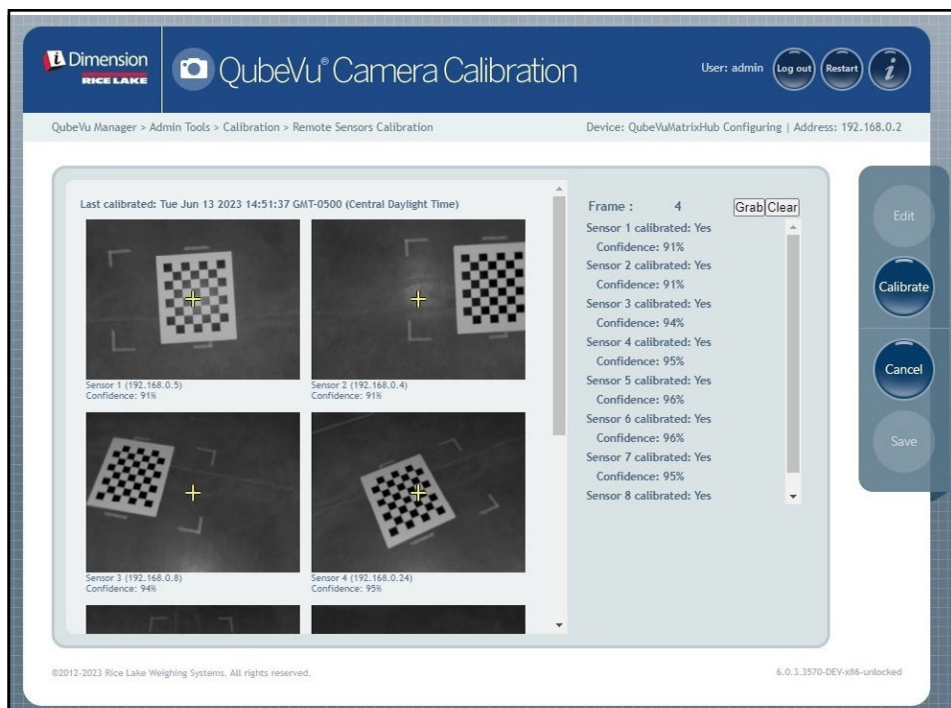 i Dimension
RICE LAKE
QubeVu® Camera Calibration
User: admin
Log out
Restart
i
QubeVu Manager > Admin Tools > Calibration > Remote Sensors Calibration
Device: QubeVuMatrixHub Configuring | Address: 192.168.0.2
Last calibrated: Tue Jun 13 2023 14:51:37 GMT-0500 (Central Daylight Time)
Sensor 1 (192.168.0.5)
Confidence: 91%
Sensor 2 (192.168.0.4)
Confidence: 91%
Sensor 3 (192.168.0.8)
Confidence: 94%
Sensor 4 (192.168.0.24)
Confidence: 95%
Frame : 4
Grab
Clear
Sensor 1 calibrated: Yes
Confidence: 91%
Sensor 2 calibrated: Yes
Confidence: 91%
Sensor 3 calibrated: Yes
Confidence: 94%
Sensor 4 calibrated: Yes
Confidence: 95%
Sensor 5 calibrated: Yes
Confidence: 96%
Sensor 6 calibrated: Yes
Confidence: 96%
Sensor 7 calibrated: Yes
Confidence: 95%
Sensor 8 calibrated: Yes
Edit
Calibrate
Cancel
Save
©2012-2023 Rice Lake Weighing Systems. All rights reserved.
6.0.3.3570-DEV-x86-unlocked